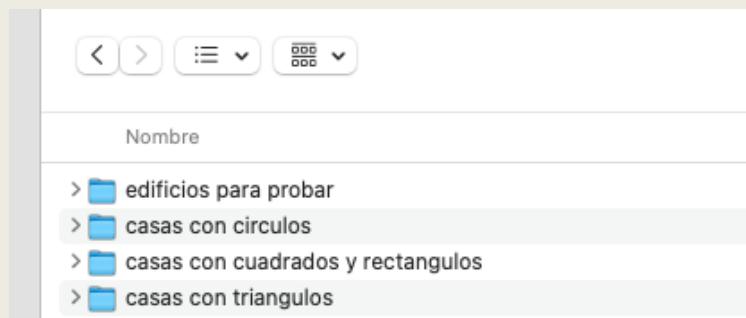 Nombre
edificios para probar
casas con circulos
casas con cuadrados y rectangulos
casas con triangulos